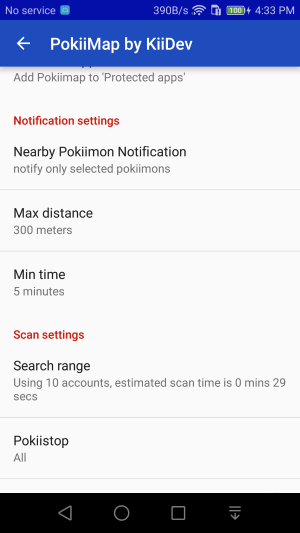 No service 390B/s 100 4:33 PM
PokiiMap by KiiDev
Add Pokiimap to 'Protected apps'
Notification settings
Nearby Pokiimon Notification
notify only selected pokiimons
Max distance
300 meters
Min time
5 minutes
Scan settings
Search range
Using 10 accounts, estimated scan time is 0 mins 29
secs
Pokiistop
All